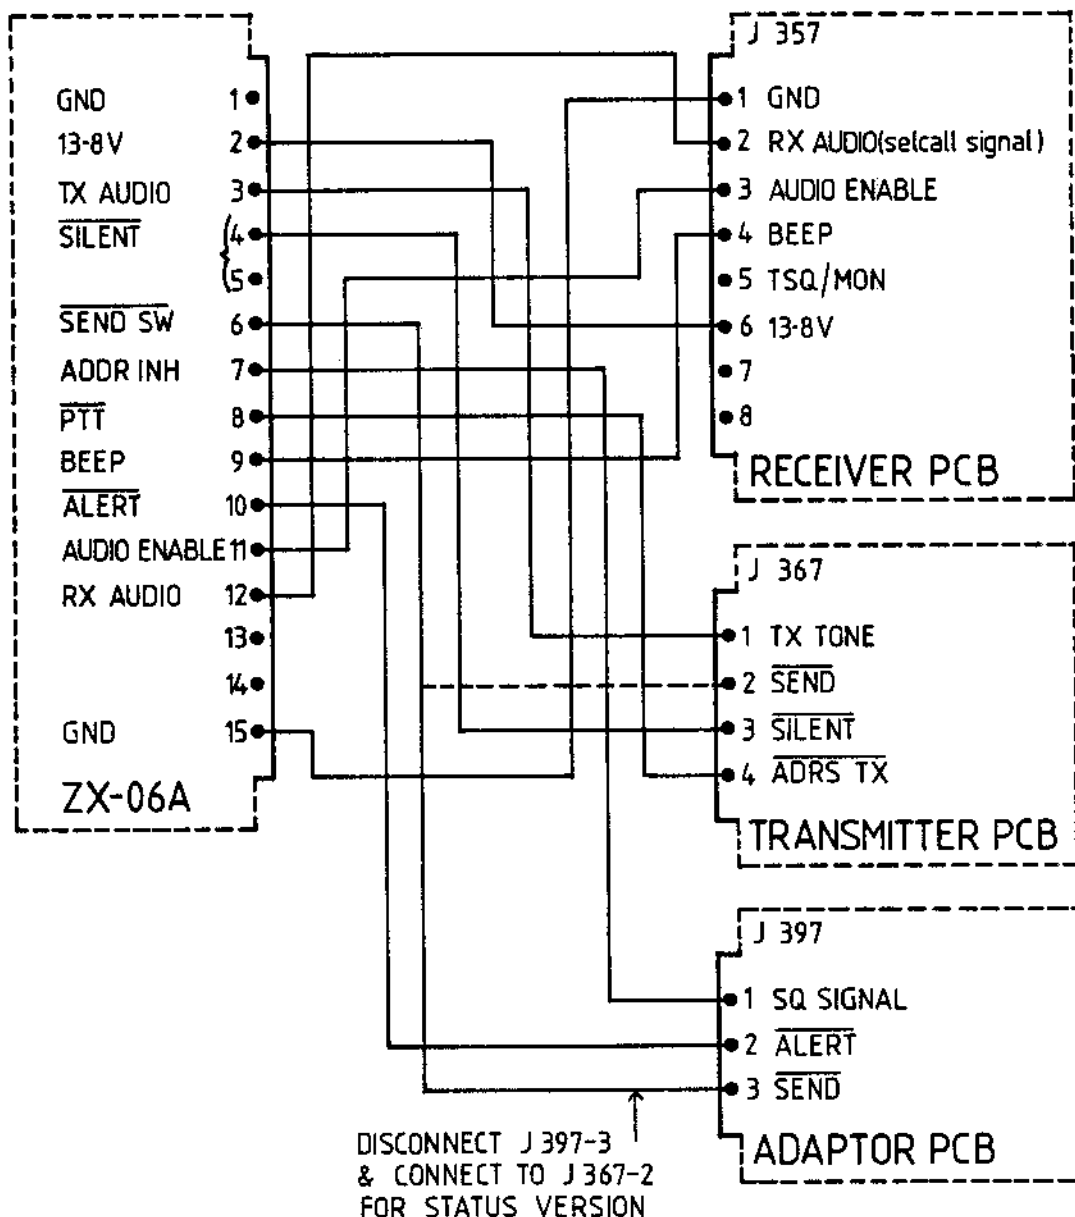 GND 1
13-8V 2
TX AUDIO 3
SILENT 4
5
SEND SW 6
ADDR INH 7
PTT 8
BEEP 9
ALERT 10
AUDIO ENABLE 11
RX AUDIO 12
13
14
GND 15
ZX-06A
J 357
1 GND
2 RX AUDIO(selcall signal)
3 AUDIO ENABLE
4 BEEP
5 TSQ/MON
6 13-8V
7
8
RECEIVER PCB
J 367
1 TX TONE
2 SEND
3 SILENT
4 ADRS TX
TRANSMITTER PCB
J 397
1 SQ SIGNAL
2 ALERT
3 SEND
ADAPTOR PCB
DISCONNECT J 397-3
& CONNECT TO J 367-2
FOR STATUS VERSION